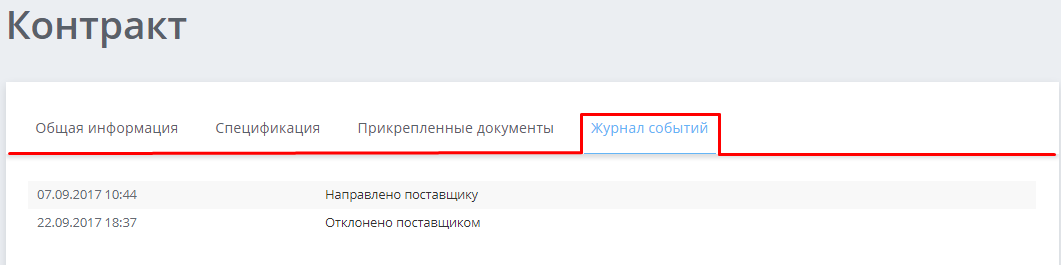 Контракт
Общая информация Спецификация Прикрепленные документы Журнал событий
07.09.2017 10:44 Направлено поставщику
22.09.2017 18:37 Отклонено поставщиком